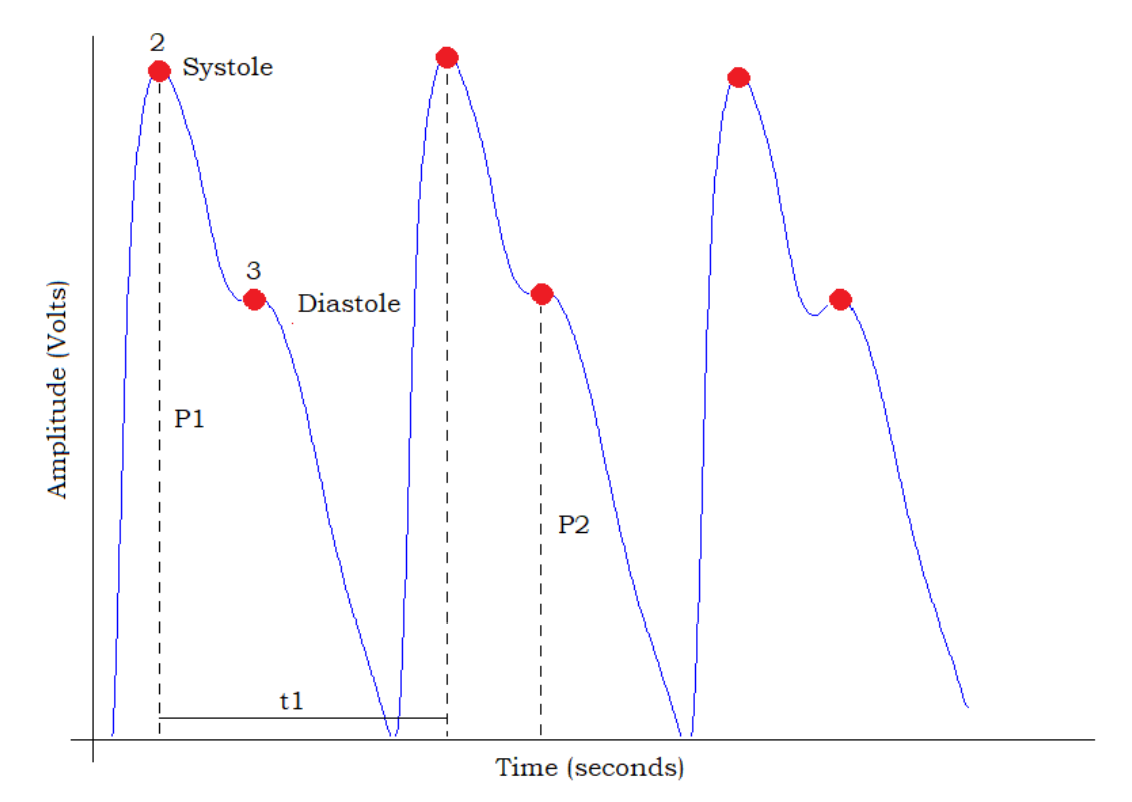 2
Systole
3
Diastole
P1
P2
t1
Amplitude (Volts)
Time (seconds)